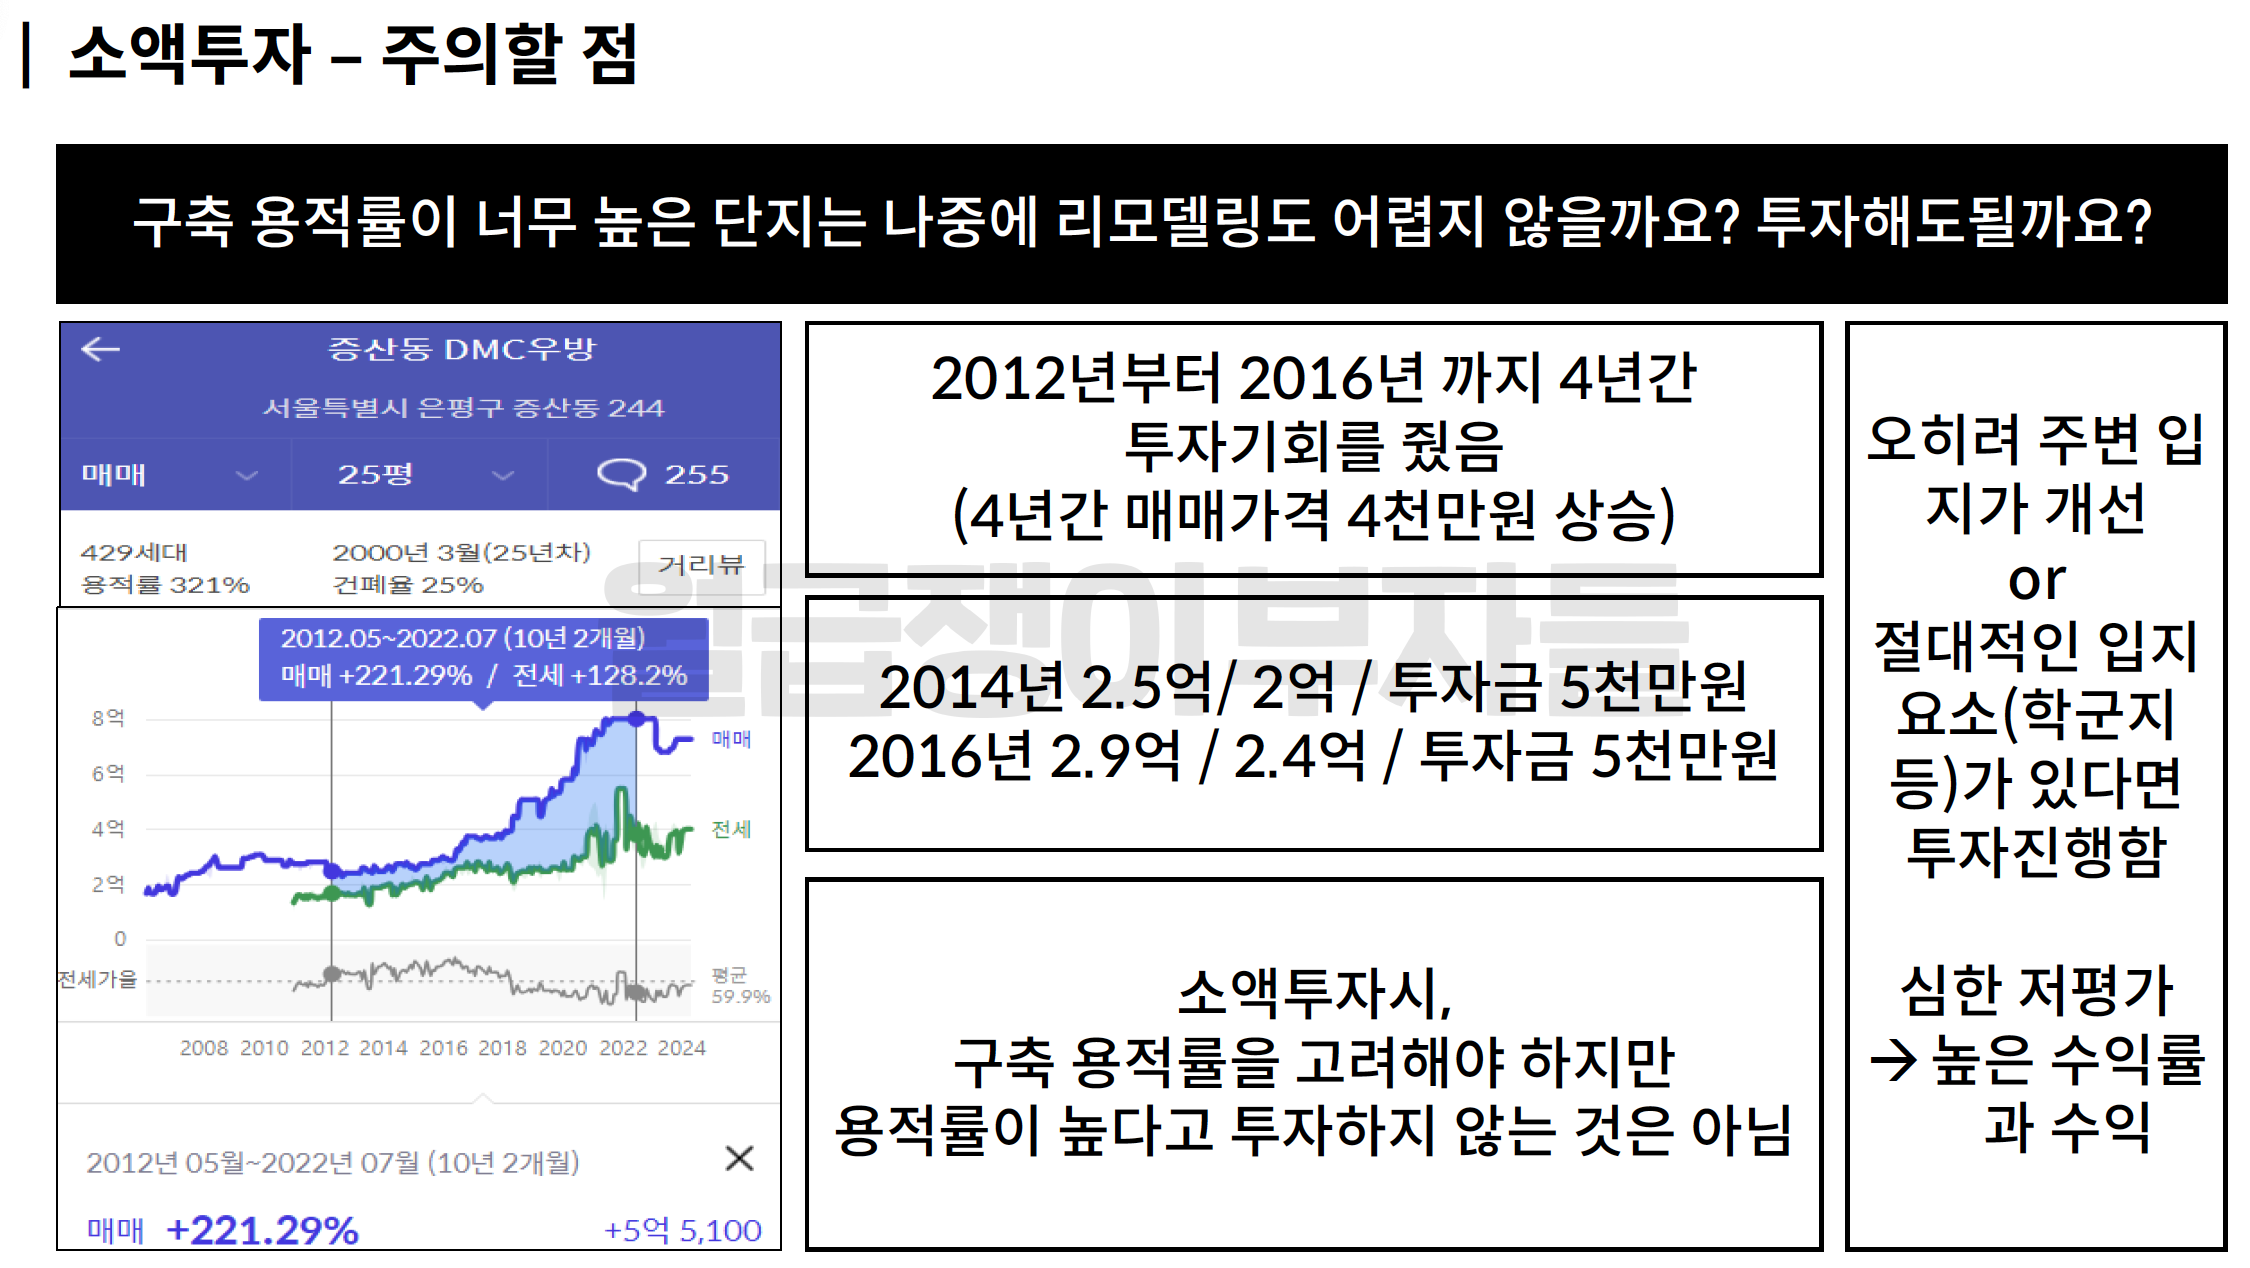 | 소액투자 – 주의할 점
구축 용적률이 너무 높은 단지는 나중에 리모델링도 어렵지 않을까요? 투자해도될까요?
증산동 DMC우방
서울특별시 은평구 증산동 244
매매 25평 255
429세대 2000년 3월(25년차) 거리뷰
용적률 321% 건폐율 25%
2012.05~2022.07 (10년 2개월)
매매 +221.29% / 전세 +128.2%
8억
매매
6억
4억
전세
2억
0
전세가율
평균
59.9%
2008 2010 2012 2014 2016 2018 2020 2022 2024
2012년 05월~2022년 07월 (10년 2개월)
매매 +221.29% +5억 5,100
2012년부터 2016년 까지 4년간
투자기회를 줬음
(4년간 매매가격 4천만원 상승)
2014년 2.5억/ 2억 / 투자금 5천만원
2016년 2.9억 / 2.4억 / 투자금 5천만원
소액투자시,
구축 용적률을 고려해야 하지만
용적률이 높다고 투자하지 않는 것은 아님
오히려 주변 입
지가 개선
or
절대적인 입지
요소(학군지
등)가 있다면
투자진행함
심한 저평가
→ 높은 수익률
과 수익
월급쟁이부자들